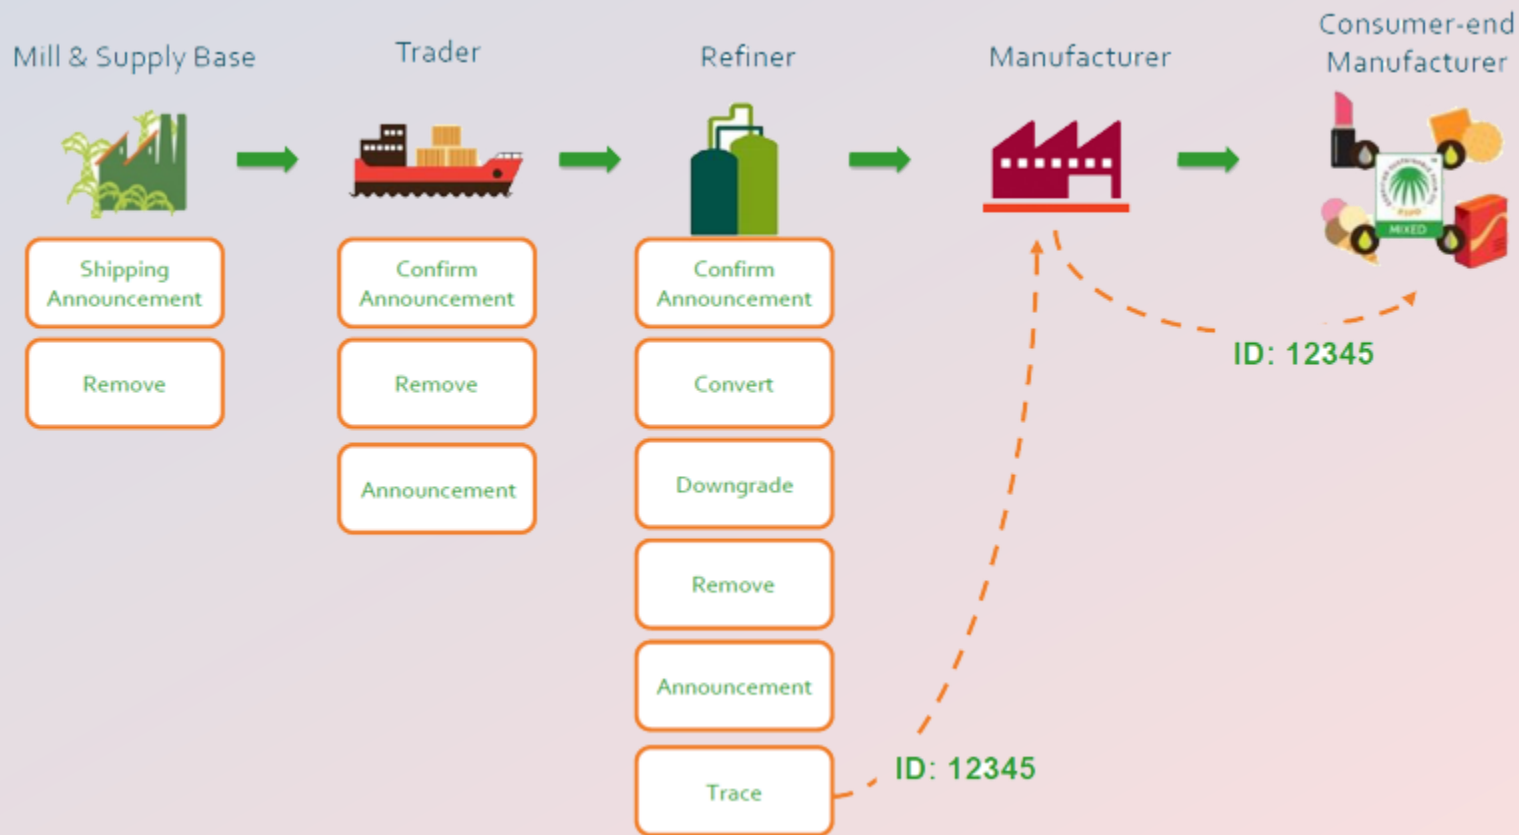 Mill & Supply Base
Trader
Refiner
Manufacturer
Consumer-end
Manufacturer
RSPO
MIXED
Shipping
Announcement
Remove
Confirm
Announcement
Remove
Announcement
Confirm
Announcement
Convert
Downgrade
Remove
Announcement
Trace
ID: 12345
ID: 12345